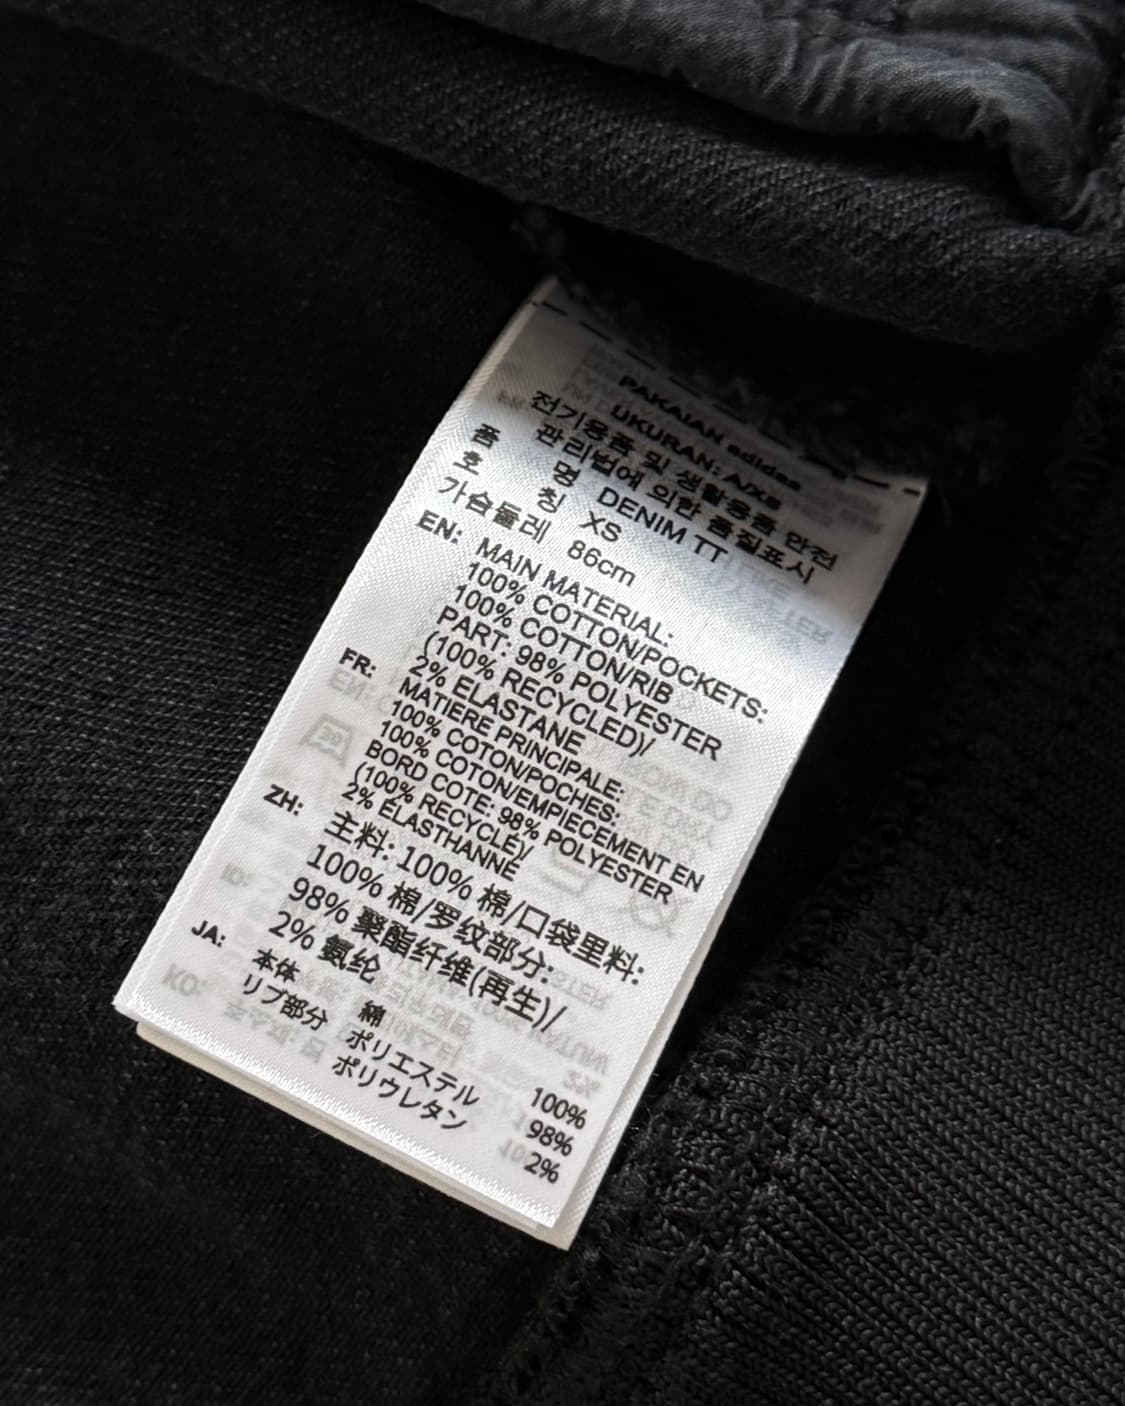 PAKAIAN adidas
UKURAN: A/XS
전기용품 및 생활용품 안전
관리법에 의한 품질표시
품 명 DENIM TT
호 칭 XS
가슴둘레 86cm
EN: MAIN MATERIAL:
100% COTTON/POCKETS:
100% COTTON/RIB
PART: 98% POLYESTER
(100% RECYCLED)/
2% ELASTANE
FR: MATIERE PRINCIPALE:
100% COTON/POCHES:
100% COTON/EMPIECEMENT EN
BORD COTE: 98% POLYESTER
(100% RECYCLÉ)/
2% ÉLASTHANNE
ZH: 主料: 100% 棉/口袋里料:
100% 棉/罗纹部分:
98% 聚酯纤维(再生)/
2% 氨纶
JA: 本体 綿 100%
リブ部分 ポリエステル 98%
ポリウレタン 2%